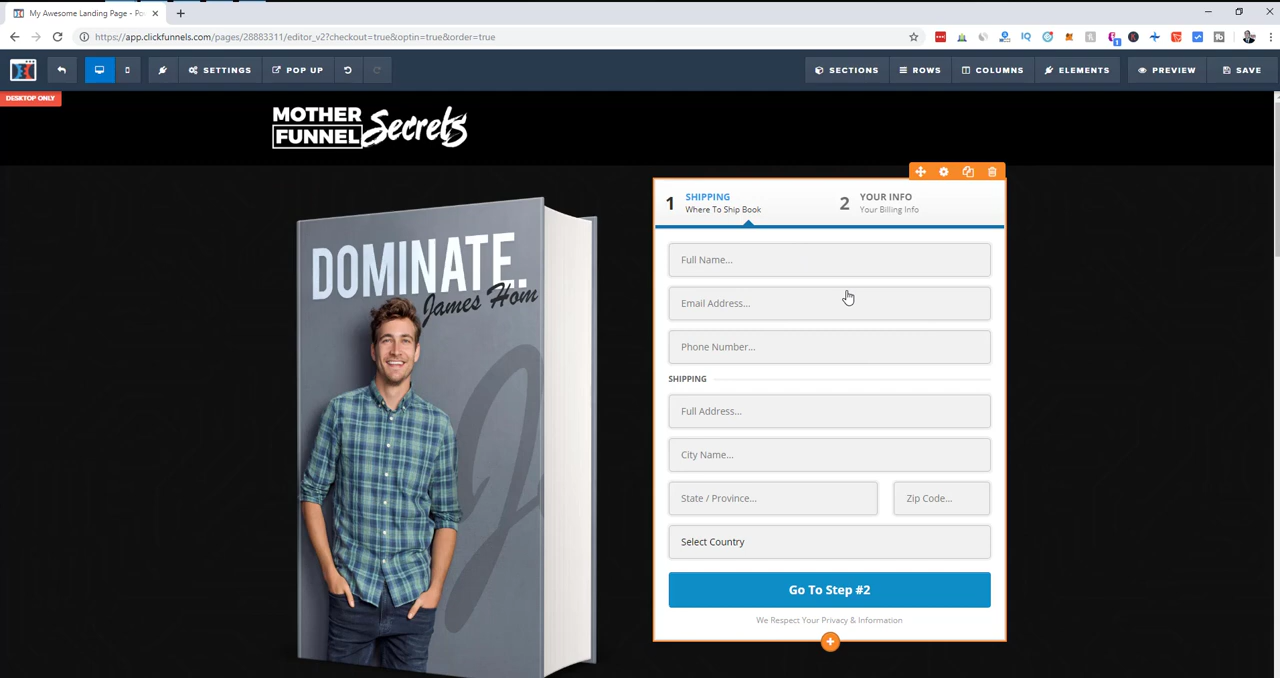 My Awesome Landing Page - Po
https://app.clickfunnels.com/pages/28883311/editor_v2?checkout=true&optin=true&order=true
SETTINGS
POP UP
SECTIONS
ROWS
COLUMNS
ELEMENTS
PREVIEW
SAVE
DESKTOP ONLY
MOTHER
FUNNEL Secrets
DOMINATE.
James Hom
1
SHIPPING
Where To Ship Book
2
YOUR INFO
Your Billing Info
Full Name...
Email Address...
Phone Number...
SHIPPING
Full Address...
City Name...
State / Province...
Zip Code...
Select Country
Go To Step #2
We Respect Your Privacy & Information